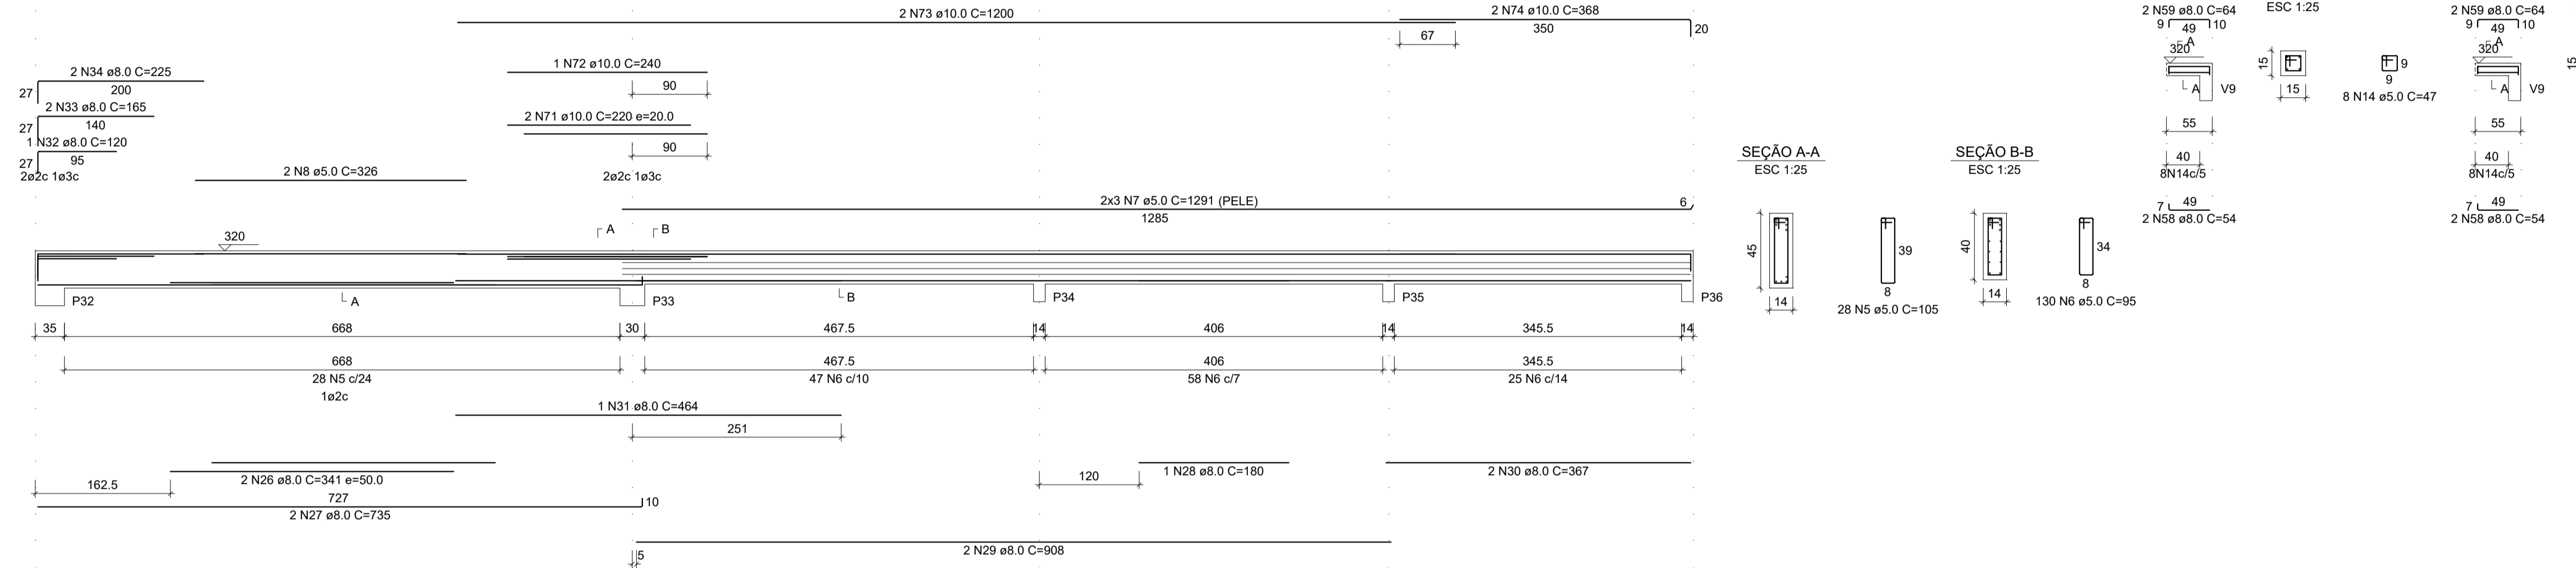 2 N73 ø10.0 C=1200
2 N74 ø10.0 C=368
350
20
67
2 N34 ø8.0 C=225
200
27
2 N33 ø8.0 C=165
140
27
1 N32 ø8.0 C=120
95
27
2ø2c 1ø3c
1 N72 ø10.0 C=240
90
2 N71 ø10.0 C=220 e=20.0
90
2ø2c 1ø3c
2 N8 ø5.0 C=326
2x3 N7 ø5.0 C=1291 (PELE)
1285
6
A
B
320
P32
A
P33
B
P34
P35
P36
35
668
30
467.5
14
406
14
345.5
14
668
467.5
406
345.5
28 N5 c/24
47 N6 c/10
58 N6 c/7
25 N6 c/14
1ø2c
1 N31 ø8.0 C=464
251
2 N26 ø8.0 C=341 e=50.0
162.5
727
10
2 N27 ø8.0 C=735
120
1 N28 ø8.0 C=180
2 N30 ø8.0 C=367
2 N29 ø8.0 C=908
5
SEÇÃO A-A
ESC 1:25
45
14
39
8
28 N5 ø5.0 C=105
SEÇÃO B-B
ESC 1:25
40
14
34
8
130 N6 ø5.0 C=95
2 N59 ø8.0 C=64
9
49
10
A
320
A
V9
55
40
8N14c/5
7
49
2 N58 ø8.0 C=54
ESC 1:25
15
15
9
9
8 N14 ø5.0 C=47
2 N59 ø8.0 C=64
9
49
10
A
320
A
V9
55
40
8N14c/5
7
49
2 N58 ø8.0 C=54
15